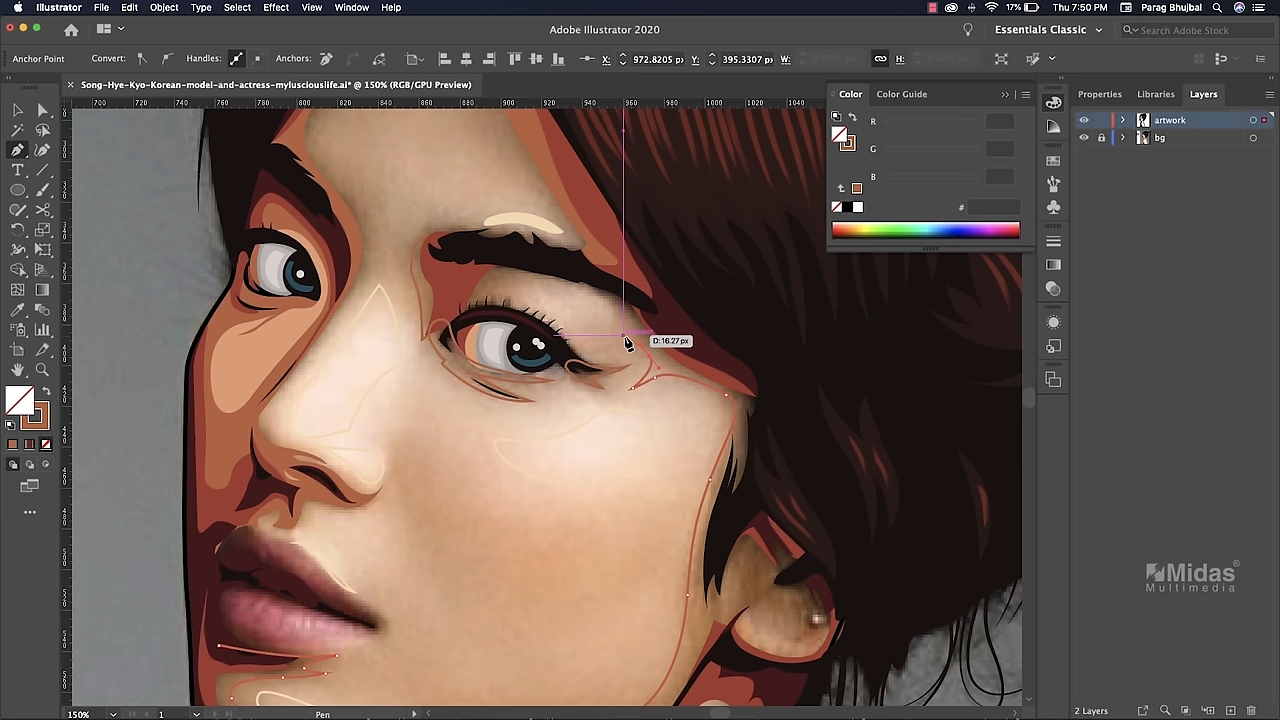 Illustrator File Edit Object Type Select Effect View Window Help 17% Thu 7:50 PM Parag Bhujbal
Adobe Illustrator 2020 Essentials Classic Search Adobe Stock
Anchor Point Convert: Handles: Anchors: X: 972.8205 px Y: 395.3307 px W: H:
Song-Hye-Kyo-Korean-model-and-actress-mylusciouslife.ai* @ 150% (RGB/GPU Preview)
Color Color Guide Properties Libraries Layers
700 720 740 760 780 800 820 840 860 880 900 920 940 960 980 1000 1020 1040
R
G
B
#
artwork
bg
D: 16.27 px
Midas®
Multimedia
150% 1 Pen 2 Layers